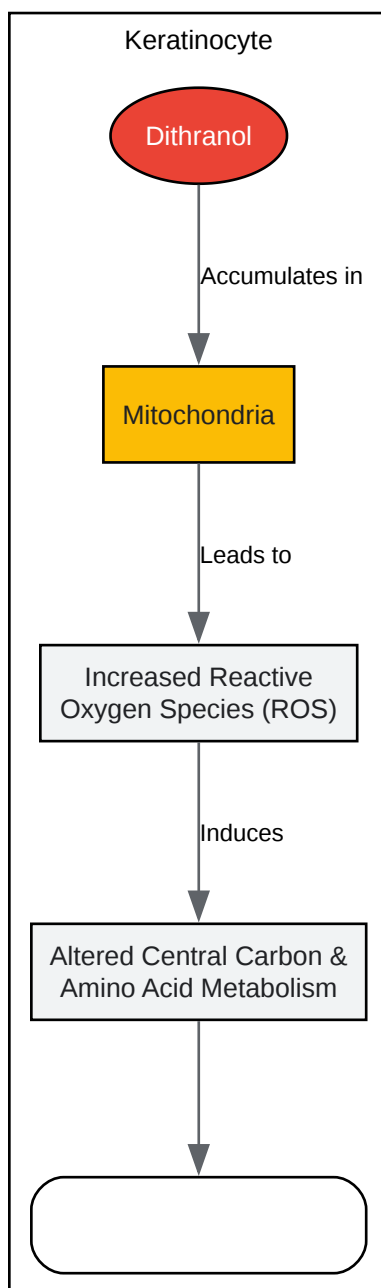 Keratinocyte
Dithranol
Accumulates in
Mitochondria
Leads to
Increased Reactive
Oxygen Species (ROS)
Induces
Altered Central Carbon &
Amino Acid Metabolism